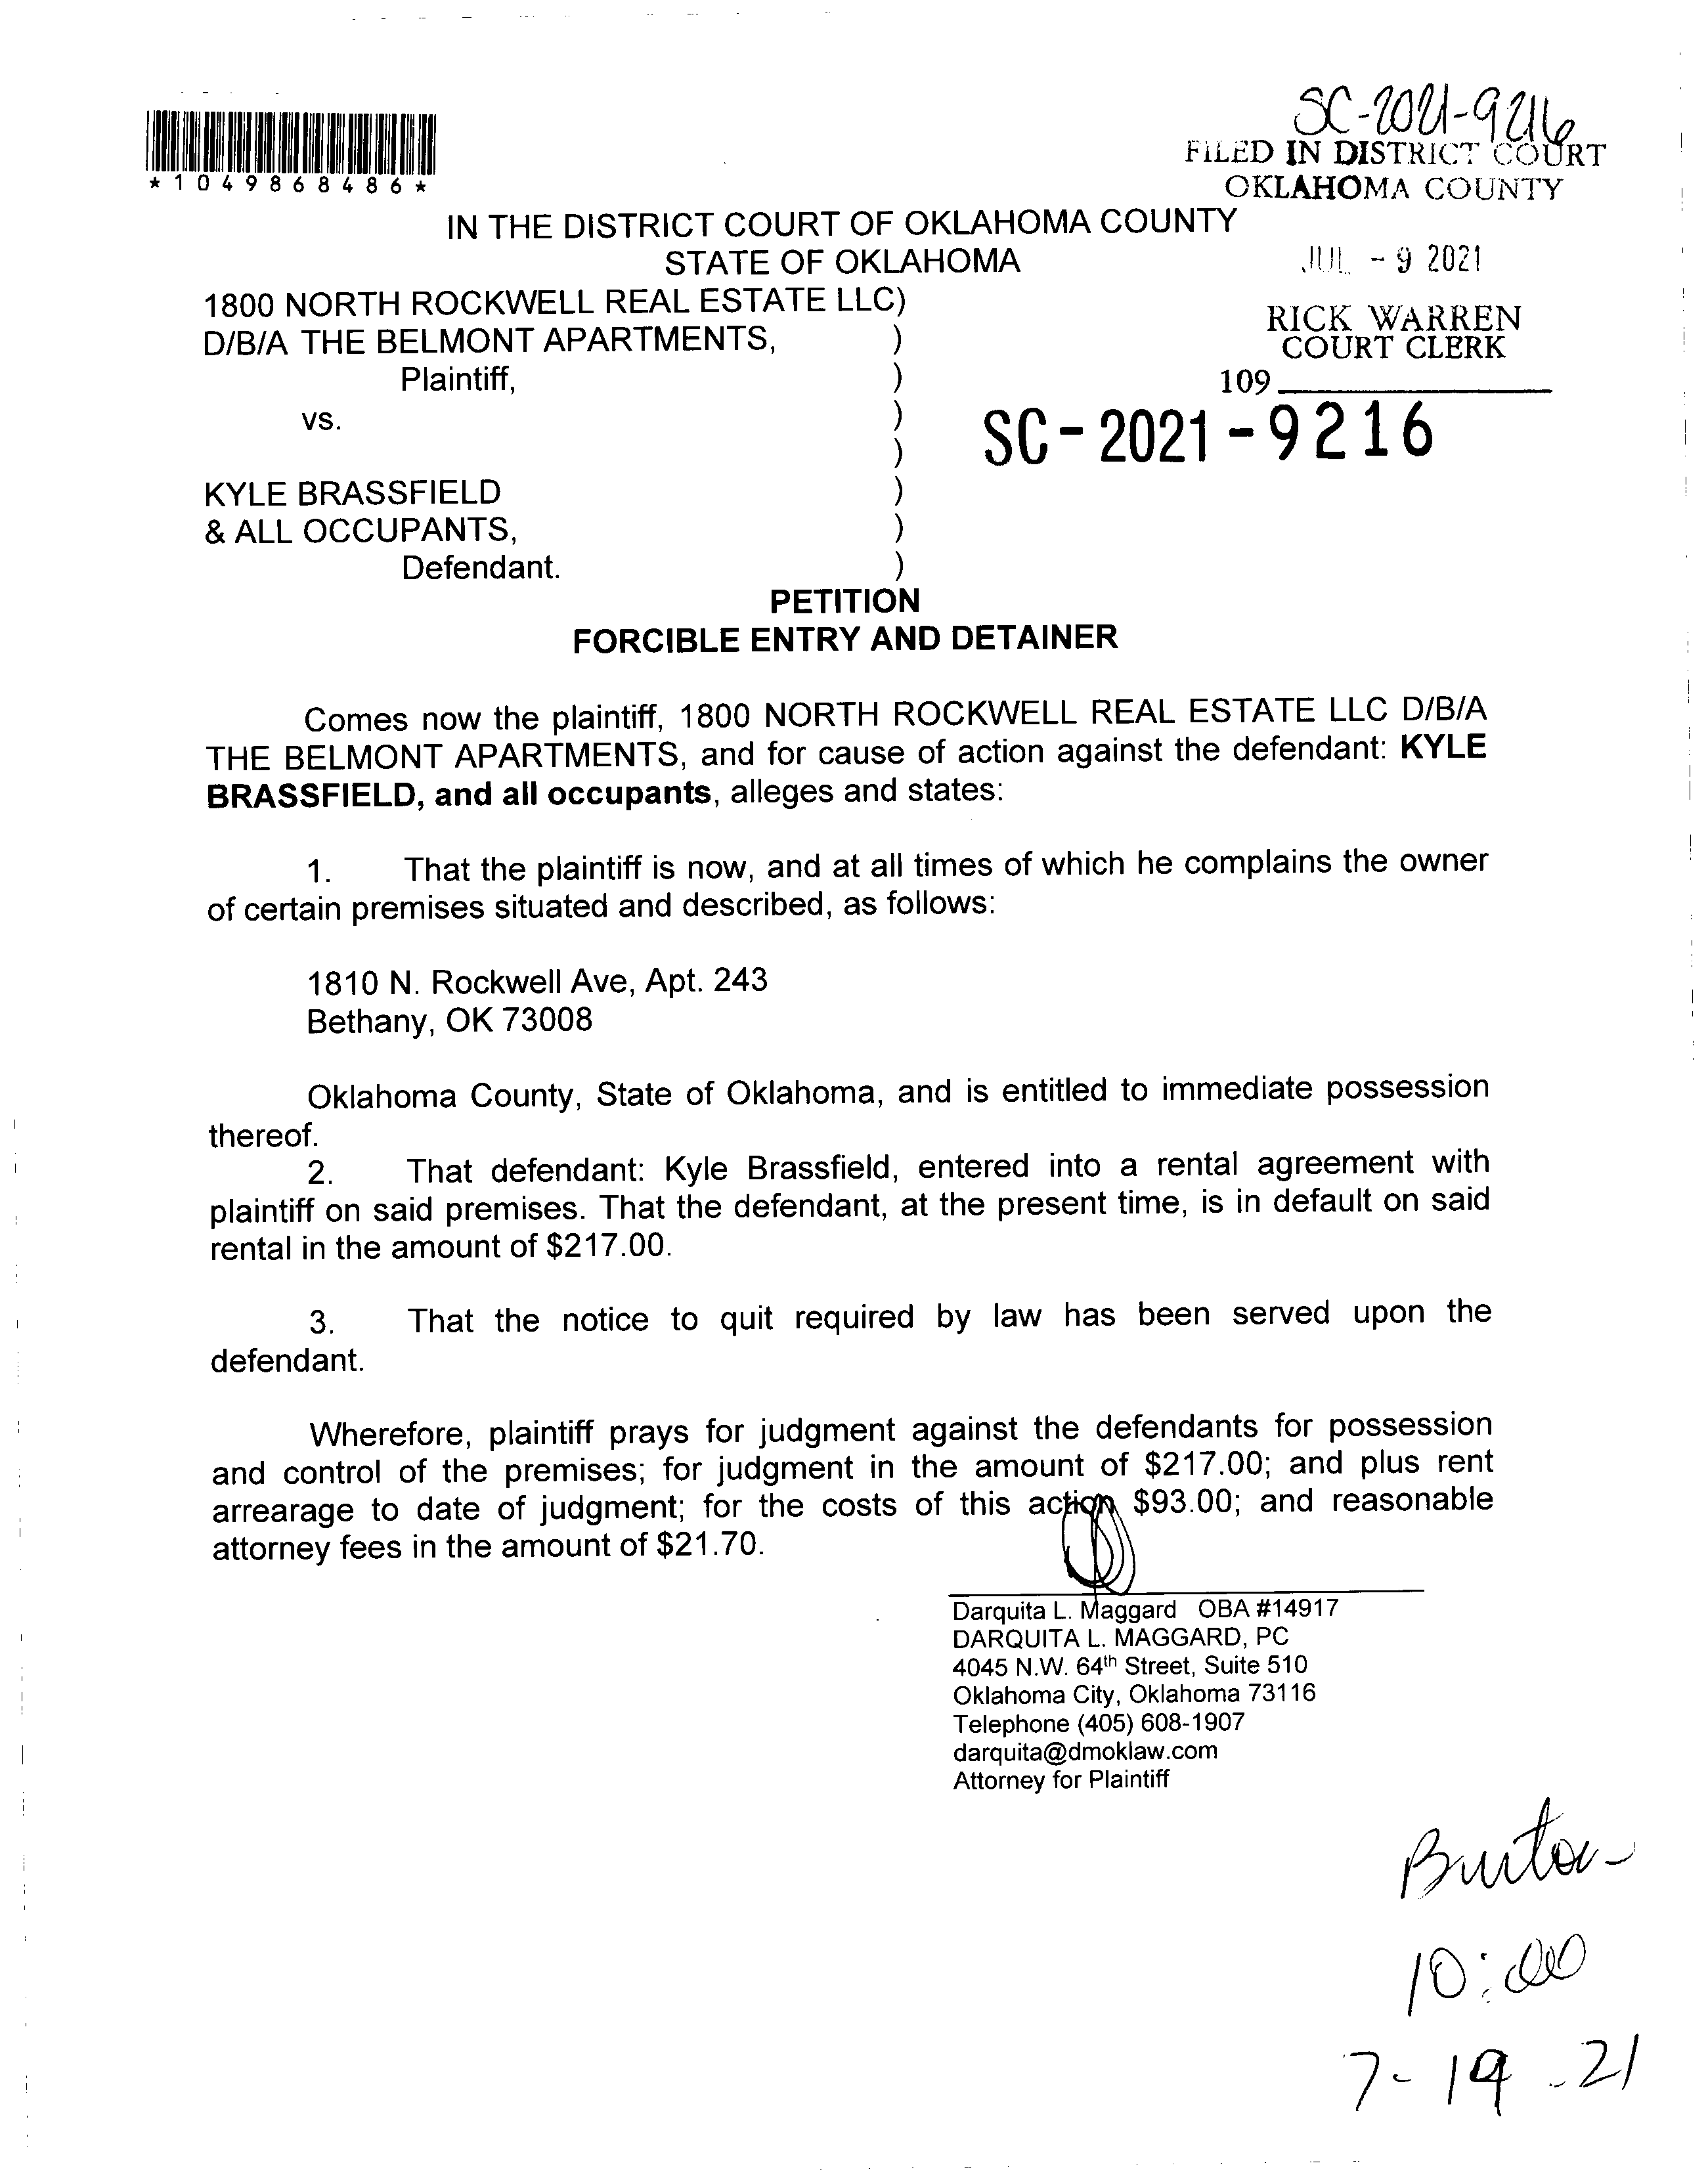 SC-2021-9216
FILED IN DISTRICT COURT
OKLAHOMA COUNTY
*1049868486*
IN THE DISTRICT COURT OF OKLAHOMA COUNTY
STATE OF OKLAHOMA
JUL - 9 2021
1800 NORTH ROCKWELL REAL ESTATE LLC)
D/B/A THE BELMONT APARTMENTS, )
RICK WARREN
COURT CLERK
Plaintiff, )
109
vs. )
)
SC-2021-9216
KYLE BRASSFIELD )
& ALL OCCUPANTS, )
Defendant. )
PETITION
FORCIBLE ENTRY AND DETAINER
Comes now the plaintiff, 1800 NORTH ROCKWELL REAL ESTATE LLC D/B/A
THE BELMONT APARTMENTS, and for cause of action against the defendant: KYLE
BRASSFIELD, and all occupants, alleges and states:
1. That the plaintiff is now, and at all times of which he complains the owner
of certain premises situated and described, as follows:
1810 N. Rockwell Ave, Apt. 243
Bethany, OK 73008
Oklahoma County, State of Oklahoma, and is entitled to immediate possession
thereof.
2. That defendant: Kyle Brassfield, entered into a rental agreement with
plaintiff on said premises. That the defendant, at the present time, is in default on said
rental in the amount of $217.00.
3. That the notice to quit required by law has been served upon the
defendant.
Wherefore, plaintiff prays for judgment against the defendants for possession
and control of the premises; for judgment in the amount of $217.00; and plus rent
arrearage to date of judgment; for the costs of this action $93.00; and reasonable
attorney fees in the amount of $21.70.
Darquita L. Maggard OBA #14917
DARQUITA L. MAGGARD, PC
4045 N.W. 64th Street, Suite 510
Oklahoma City, Oklahoma 73116
Telephone (405) 608-1907
darquita@dmoklaw.com
Attorney for Plaintiff
Burton
10:00
7-19-21